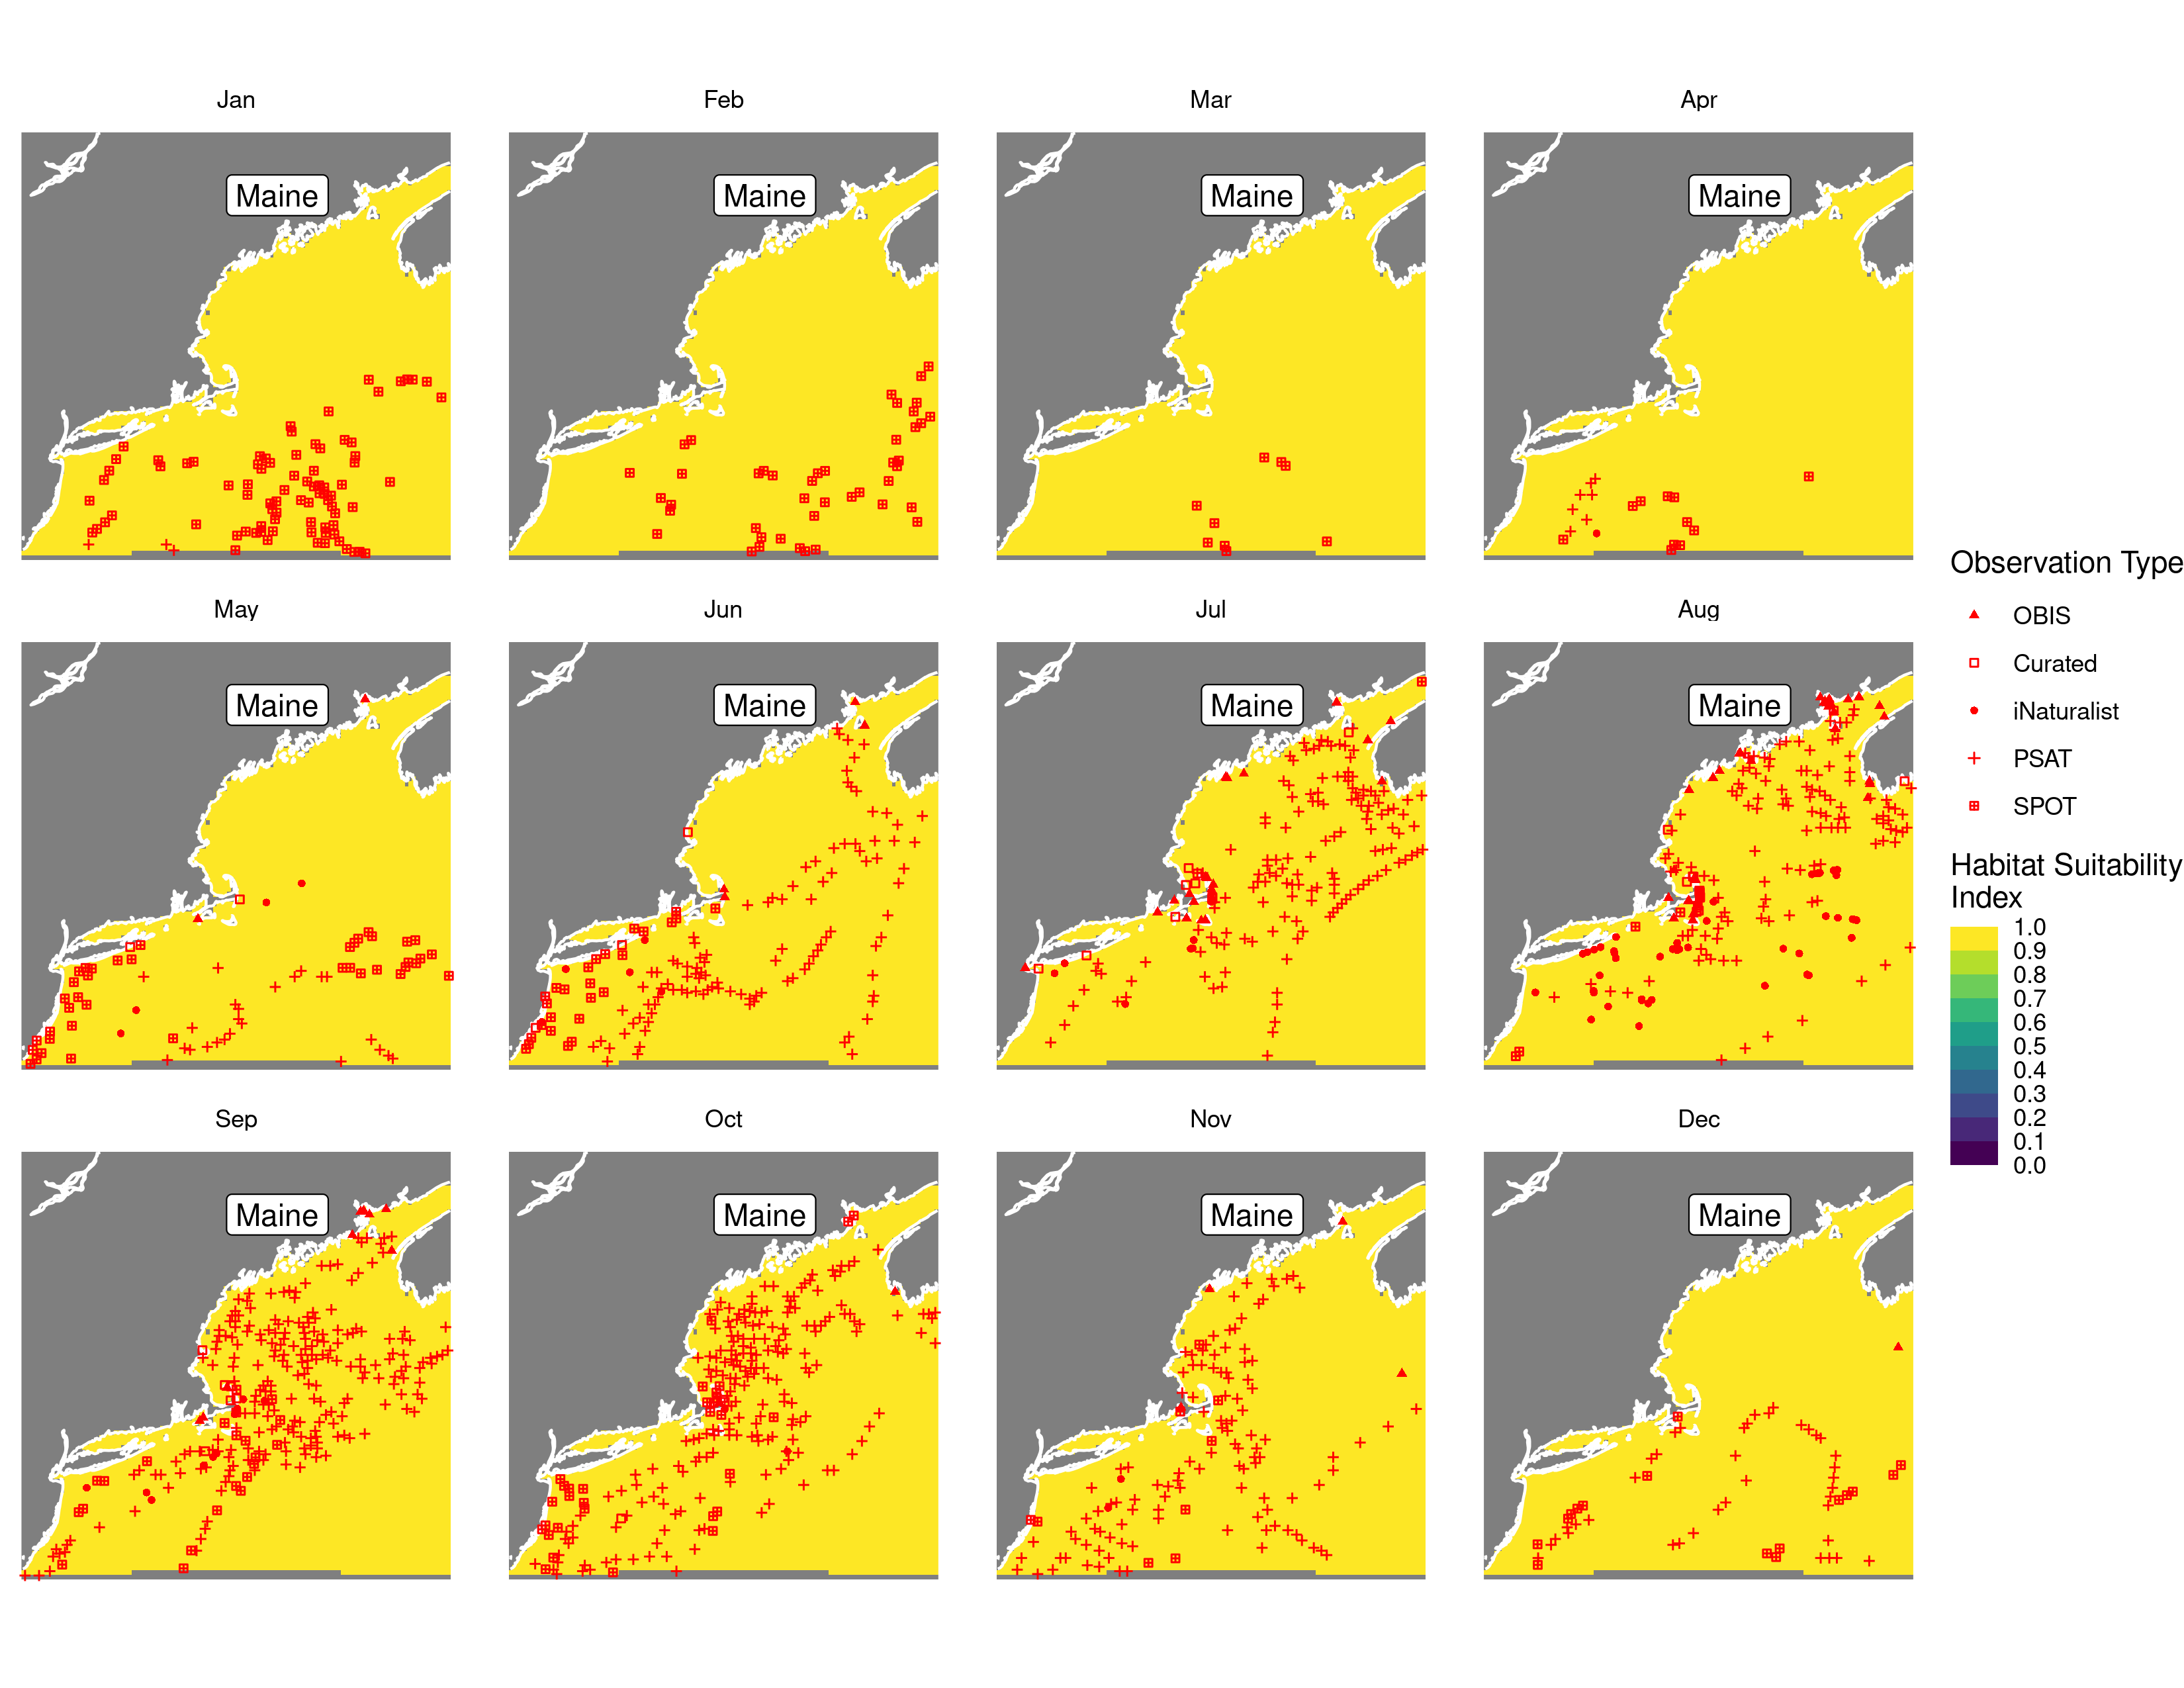 Jan
Feb
Mar
Apr
Maine
Maine
Maine
Maine
May
Jun
Jul
Aug
Maine
Maine
Maine
Maine
Sep
Oct
Nov
Dec
Maine
Maine
Maine
Maine
Observation Type
OBIS
Curated
iNaturalist
PSAT
SPOT
Habitat Suitability
Index
1.0
0.9
0.8
0.7
0.6
0.5
0.4
0.3
0.2
0.1
0.0